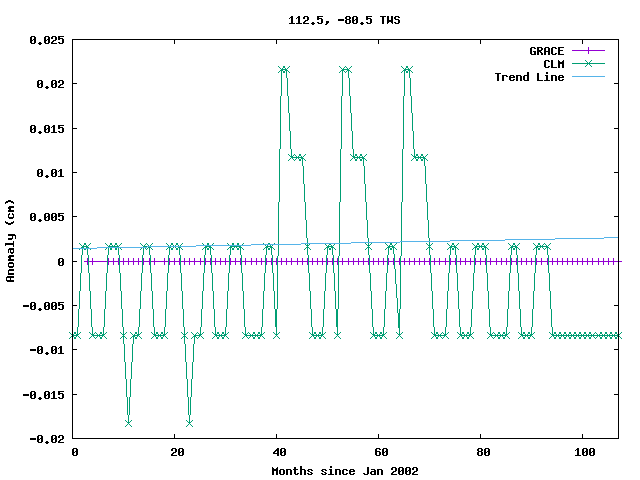 112.5, -80.5 TWS
GRACE
CLM
Trend Line
0.025
0.02
0.015
0.01
0.005
0
-0.005
-0.01
-0.015
-0.02
Anomaly (cm)
0 20 40 60 80 100
Months since Jan 2002